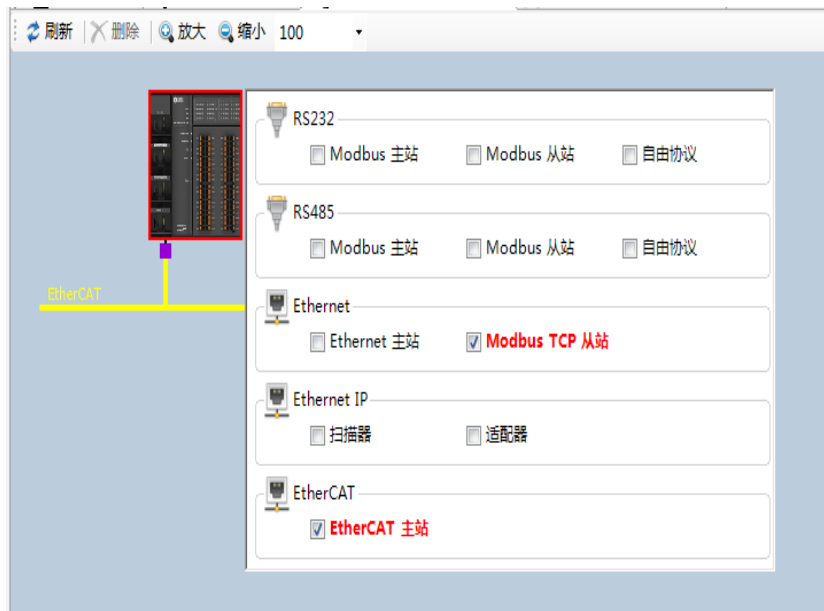 刷新 删除 放大 缩小 100
RS232
Modbus 主站 Modbus 从站 自由协议
RS485
Modbus 主站 Modbus 从站 自由协议
EtherCAT
Ethernet
Ethernet 主站 Modbus TCP 从站
Ethernet IP
扫描器 适配器
EtherCAT
EtherCAT 主站